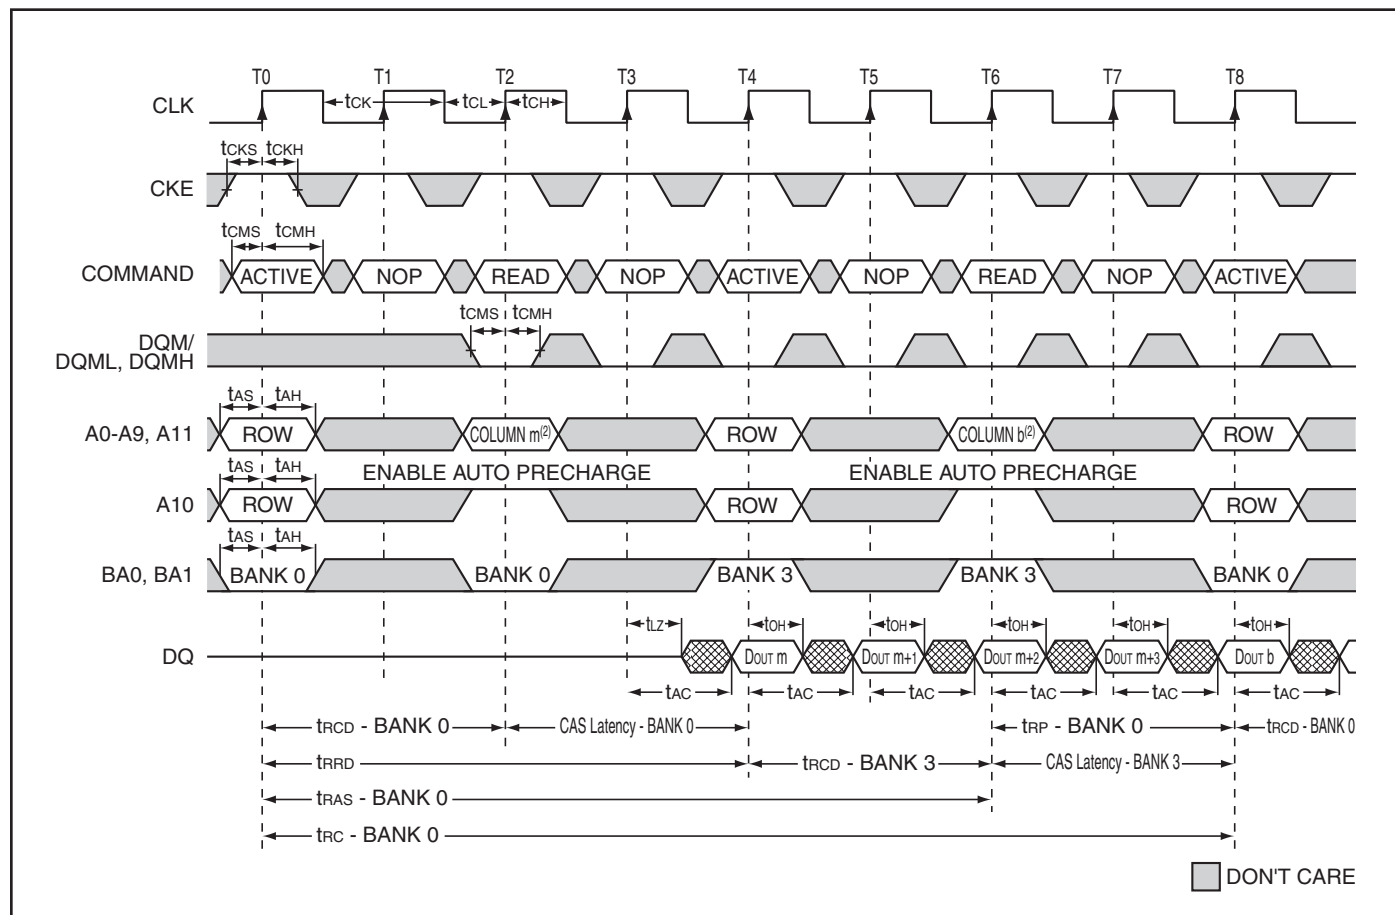 T0 T1 T2 T3 T4 T5 T6 T7 T8
CLK tCK tCL tCH
tCKS tCKH
CKE
tCMS tCMH
COMMAND ACTIVE NOP READ NOP ACTIVE NOP READ NOP ACTIVE
tCMS tCMH
DQM/
DQML, DQMH
tAS tAH
A0-A9, A11 ROW COLUMN m(2) ROW COLUMN b(2) ROW
tAS tAH ENABLE AUTO PRECHARGE ENABLE AUTO PRECHARGE
A10 ROW ROW ROW
tAS tAH
BA0, BA1 BANK 0 BANK 0 BANK 3 BANK 3 BANK 0
tLZ tOH tOH tOH tOH tOH
DQ DOUT m DOUT m+1 DOUT m+2 DOUT m+3 DOUT b
tAC tAC tAC tAC tAC tAC
tRCD - BANK 0 CAS Latency - BANK 0 tRP - BANK 0 tRCD - BANK 0
tRRD tRCD - BANK 3 CAS Latency - BANK 3
tRAS - BANK 0
tRC - BANK 0
DON'T CARE